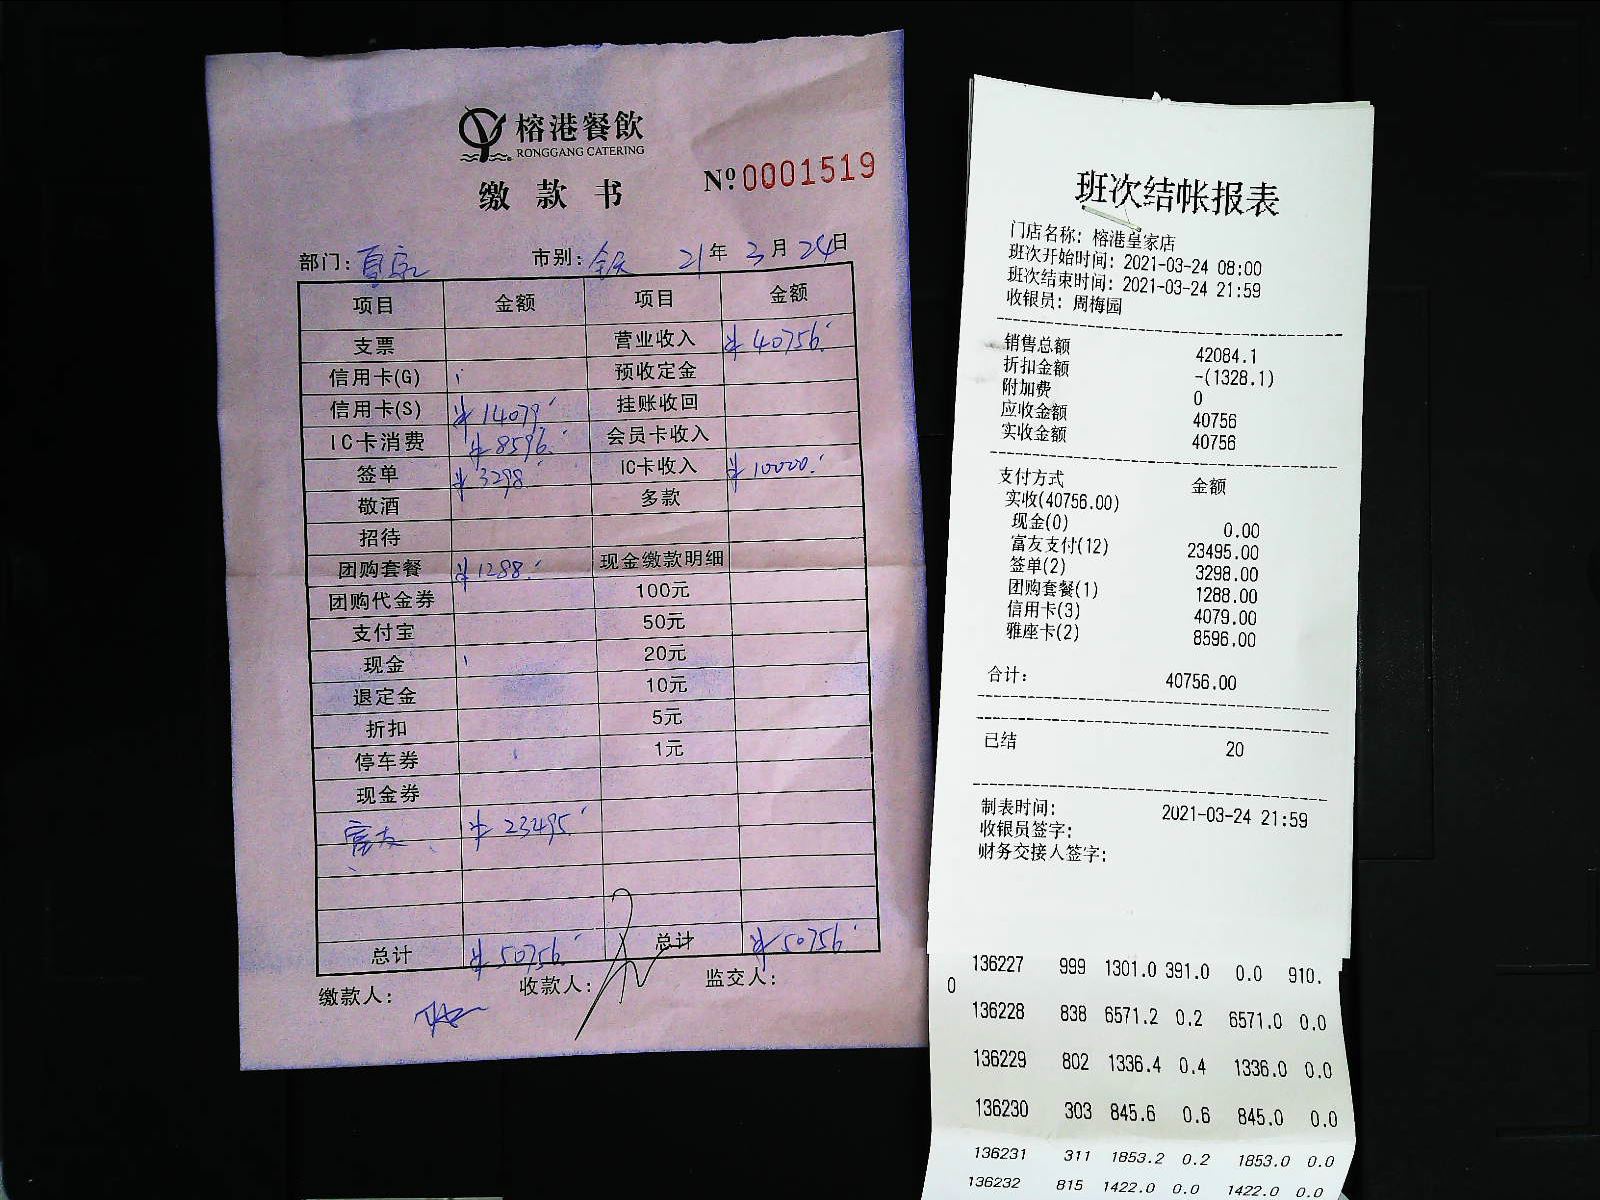 榕港餐飲
RONGGANG CATERING
缴款书
№0001519
部门: 市别:全天 21年3月24日
项目 金额 项目 金额
支票 营业收入 ¥40756.
信用卡(G) 预收定金
信用卡(S) ¥14079 挂账收回
IC卡消费 ¥8596. 会员卡收入
签单 ¥3298. IC卡收入 ¥10000.
敬酒 多款
招待
团购套餐 ¥1288. 现金缴款明细
团购代金券 100元
支付宝 50元
现金 20元
退定金 10元
折扣 5元
停车券 1元
现金券
富友 ¥23495
总计 ¥50756. 总计 ¥50756
缴款人: 收款人: 监交人:
班次结帐报表
门店名称: 榕港皇家店
班次开始时间: 2021-03-24 08:00
班次结束时间: 2021-03-24 21:59
收银员: 周梅园
销售总额 42084.1
折扣金额 -(1328.1)
附加费 0
应收金额 40756
实收金额 40756
支付方式 金额
实收(40756.00)
现金(0) 0.00
富友支付(12) 23495.00
签单(2) 3298.00
团购套餐(1) 1288.00
信用卡(3) 4079.00
雅座卡(2) 8596.00
合计: 40756.00
已结 20
制表时间: 2021-03-24 21:59
收银员签字:
财务交接人签字:
136227 999 1301.0 391.0 0.0 910.
0
136228 838 6571.2 0.2 6571.0 0.0
136229 802 1336.4 0.4 1336.0 0.0
136230 303 845.6 0.6 845.0 0.0
136231 311 1853.2 0.2 1853.0 0.0
136232 815 1422.0 0.0 1422.0 0.0